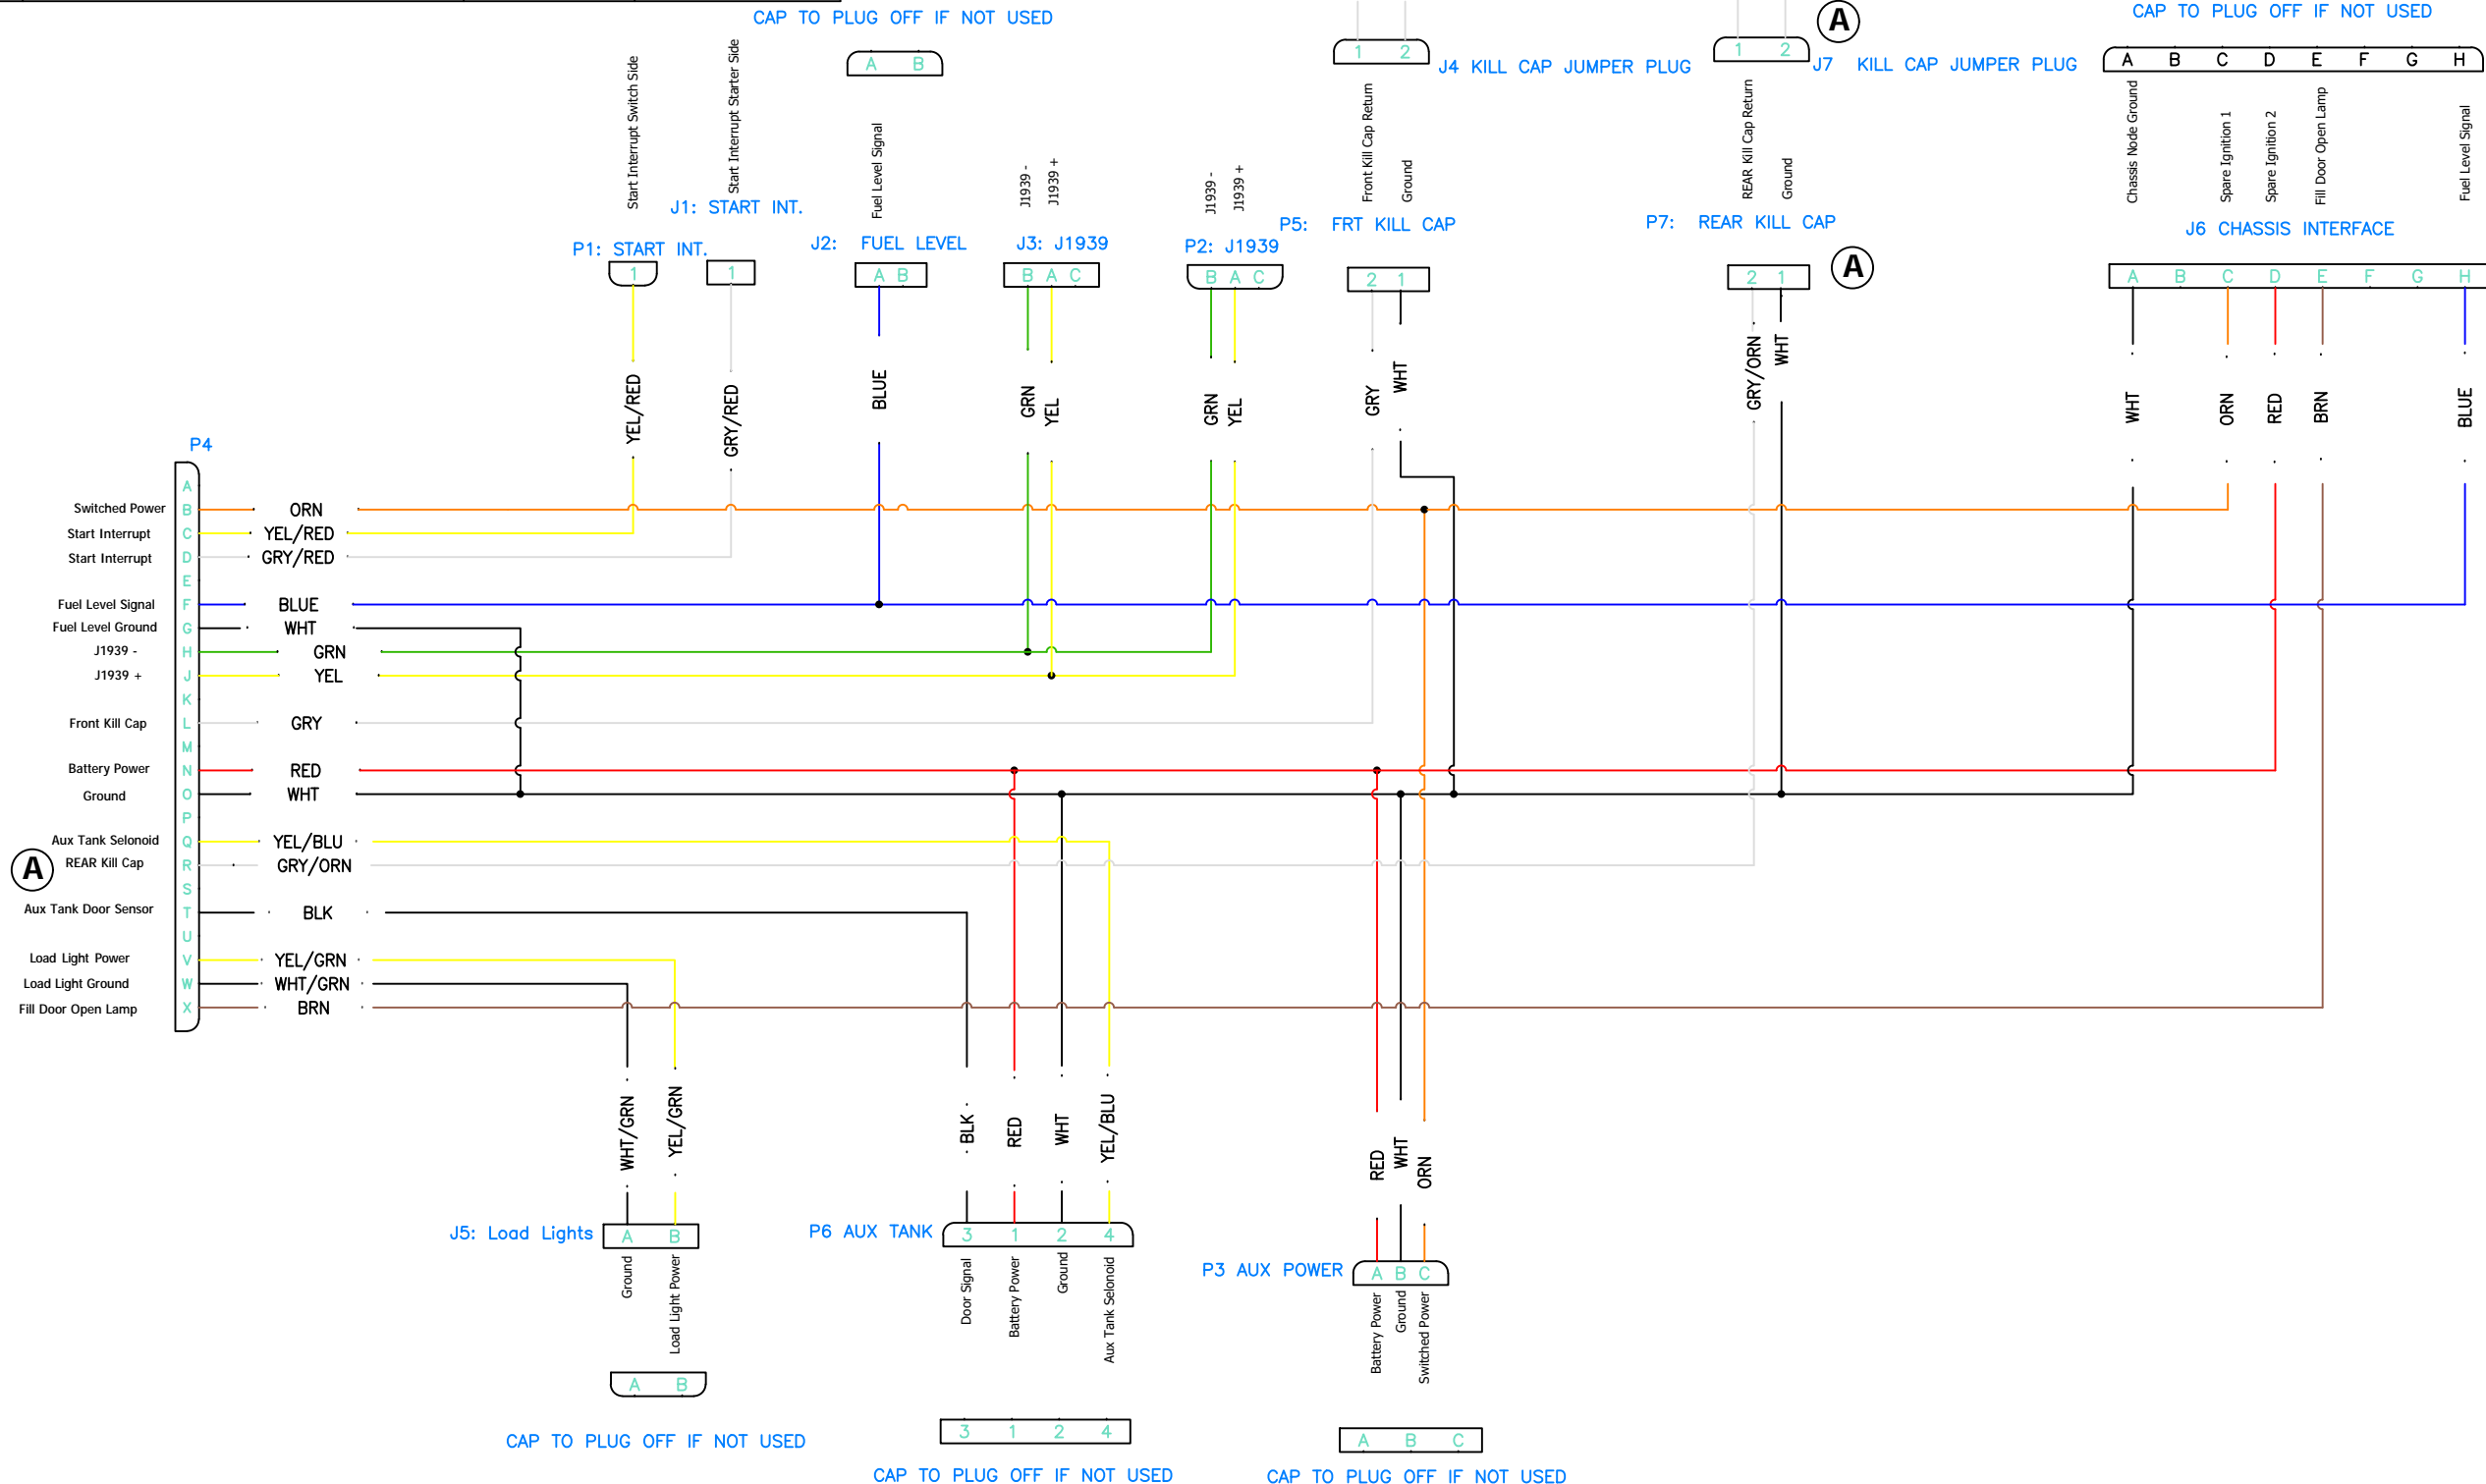 CAP TO PLUG OFF IF NOT USED
A B
1 2
J4 KILL CAP JUMPER PLUG
1 2
A
J7 KILL CAP JUMPER PLUG
CAP TO PLUG OFF IF NOT USED
A B C D E F G H
Start Interrupt Switch Side
Start Interrupt Starter Side
Fuel Level Signal
J1939 -
J1939 +
J1939 -
J1939 +
Front Kill Cap Return
Ground
REAR Kill Cap Return
Ground
Chassis Node Ground
Spare Ignition 1
Spare Ignition 2
Fill Door Open Lamp
Fuel Level Signal
P1: START INT.
J1: START INT.
J2: FUEL LEVEL
J3: J1939
P2: J1939
P5: FRT KILL CAP
P7: REAR KILL CAP
A
J6 CHASSIS INTERFACE
1
1
A B
B A C
B A C
2 1
2 1
A B C D E F G H
YEL/RED
GRY/RED
BLUE
GRN
YEL
GRN
YEL
GRY
WHT
GRY/ORN
WHT
WHT
ORN
RED
BRN
BLUE
P4
A
Switched Power B ORN
Start Interrupt C YEL/RED
Start Interrupt D GRY/RED
E
Fuel Level Signal F BLUE
Fuel Level Ground G WHT
J1939 - H GRN
J1939 + J YEL
K
Front Kill Cap L GRY
M
Battery Power N RED
Ground O WHT
P
Aux Tank Selonoid Q YEL/BLU
A
REAR Kill Cap R GRY/ORN
S
Aux Tank Door Sensor T BLK
U
Load Light Power V YEL/GRN
Load Light Ground W WHT/GRN
Fill Door Open Lamp X BRN
WHT/GRN
YEL/GRN
BLK
RED
WHT
YEL/BLU
RED
WHT
ORN
J5: Load Lights
A B
Ground
Load Light Power
A B
CAP TO PLUG OFF IF NOT USED
P6 AUX TANK
3 1 2 4
Door Signal
Battery Power
Ground
Aux Tank Selonoid
3 1 2 4
CAP TO PLUG OFF IF NOT USED
P3 AUX POWER
A B C
Battery Power
Ground
Switched Power
A B C
CAP TO PLUG OFF IF NOT USED